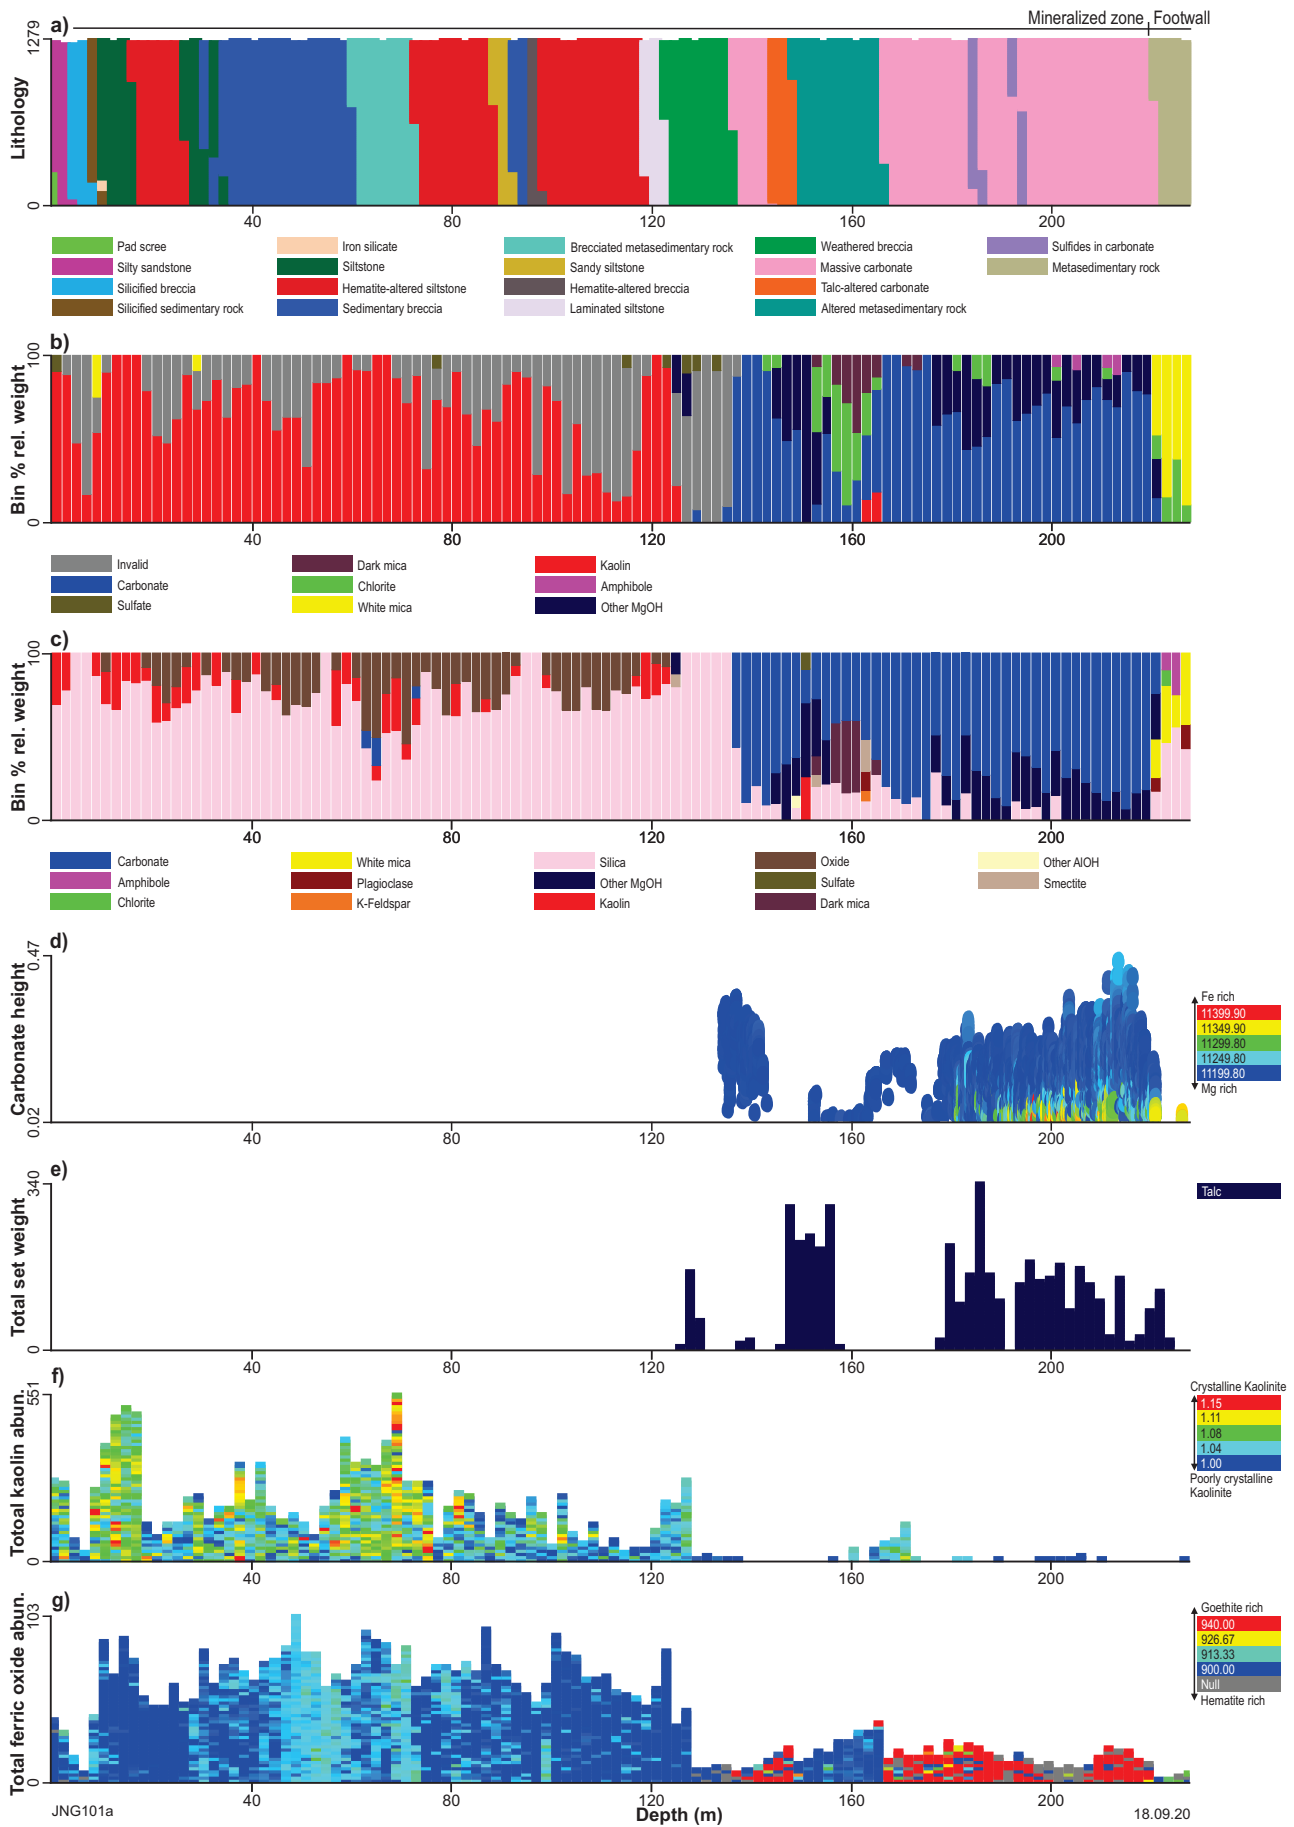 a)
Mineralized zone
Footwall
Lithology
1279
0
40
80
120
160
200
Pad scree
Iron silicate
Brecciated metasedimentary rock
Weathered breccia
Sulfides in carbonate
Silty sandstone
Siltstone
Sandy siltstone
Massive carbonate
Metasedimentary rock
Silicified breccia
Hematite-altered siltstone
Hematite-altered breccia
Talc-altered carbonate
Silicified sedimentary rock
Sedimentary breccia
Laminated siltstone
Altered metasedimentary rock
b)
Bin % rel. weight
100
0
40
80
120
160
200
Invalid
Dark mica
Kaolin
Carbonate
Chlorite
Amphibole
Sulfate
White mica
Other MgOH
c)
Bin % rel. weight
100
0
40
80
120
160
200
Carbonate
White mica
Silica
Oxide
Other AlOH
Amphibole
Plagioclase
Other MgOH
Sulfate
Smectite
Chlorite
K-Feldspar
Kaolin
Dark mica
d)
Carbonate height
0.47
0.02
40
80
120
160
200
Fe rich
11399.90
11349.90
11299.80
11249.80
11199.80
Mg rich
e)
Total set weight
340
0
40
80
120
160
200
Talc
f)
Totoal kaolin abun.
551
0
40
80
120
160
200
Crystalline Kaolinite
1.15
1.11
1.08
1.04
1.00
Poorly crystalline
Kaolinite
g)
Total ferric oxide abun.
103
0
40
80
120
160
200
Goethite rich
940.00
926.67
913.33
900.00
Null
Hematite rich
JNG101a
Depth (m)
18.09.20